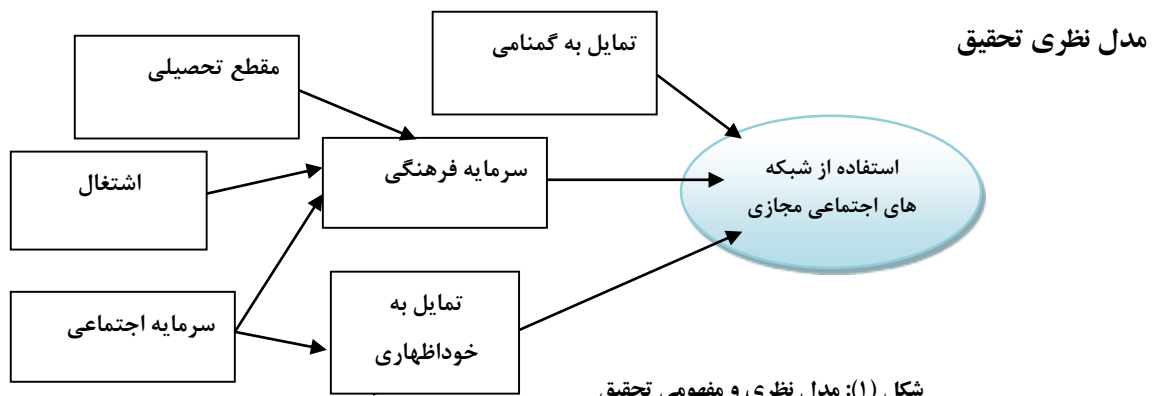 مدل نظری تحقیق
تمایل به گمنامی
مقطع تحصیلی
استفاده از شبکه
های اجتماعی مجازی
سرمایه فرهنگی
اشتغال
تمایل به
خوداظهاری
سرمایه اجتماعی
شکل (۱): مدل نظری و مفهومی تحقیق